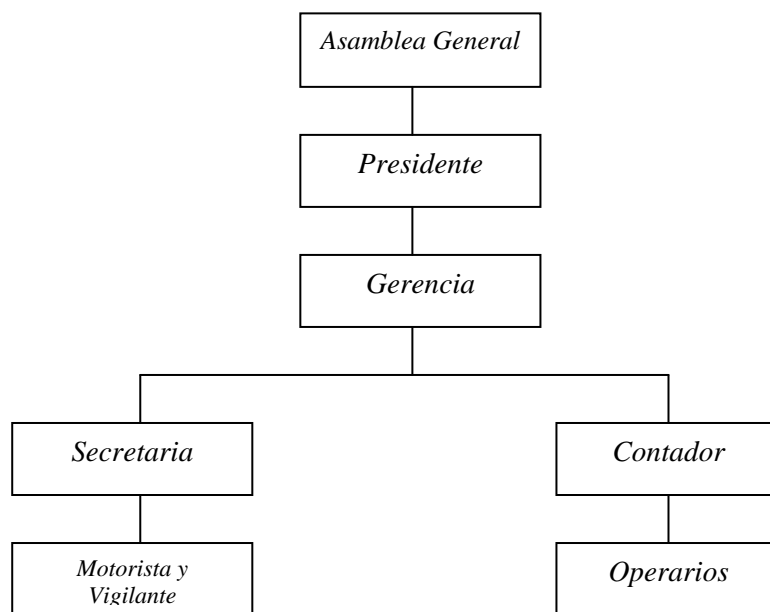 Asamblea General
Presidente
Gerencia
Secretaria
Contador
Motorista y
Vigilante
Operarios